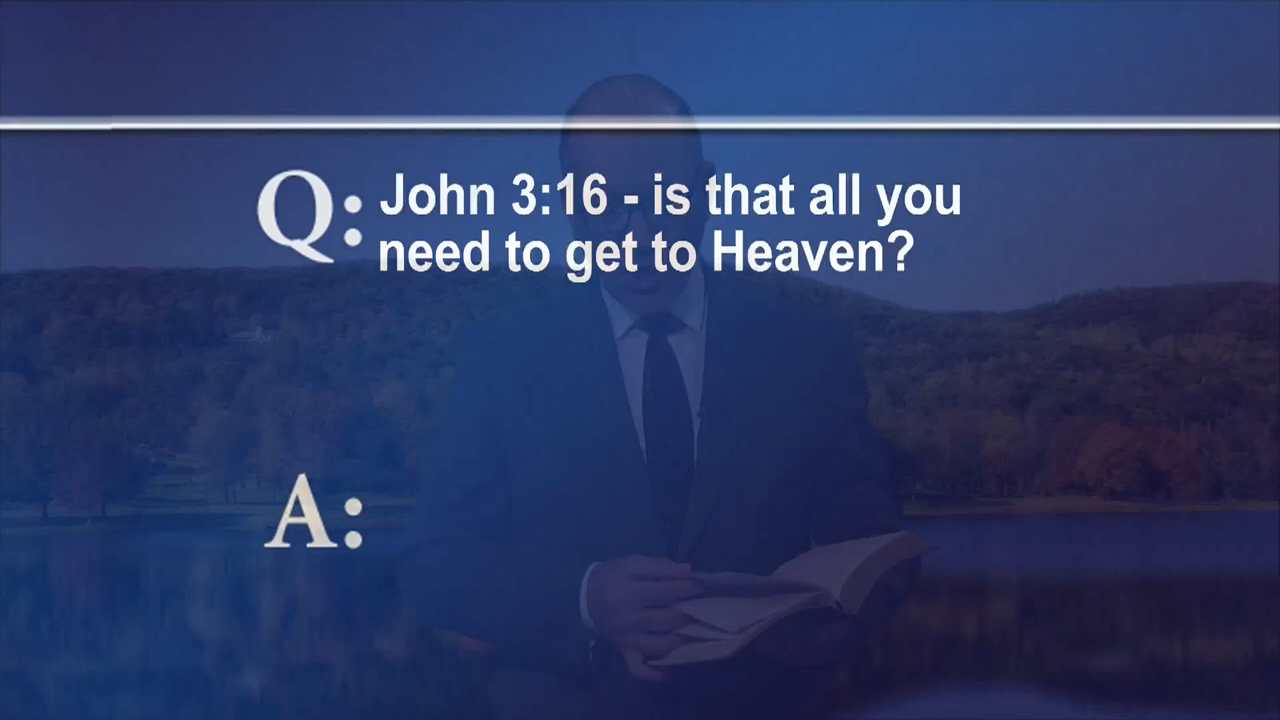 Q: John 3:16 - is that all you
need to get to Heaven?
A: